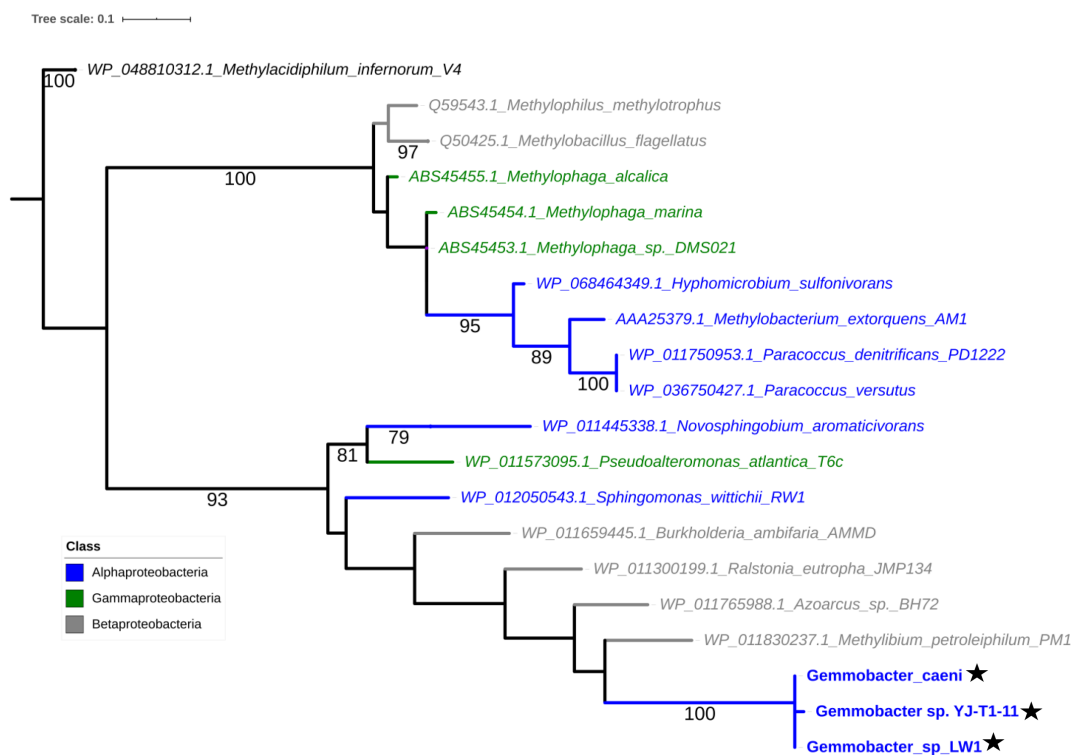 Tree scale: 0.1
WP_048810312.1_Methylacidiphilum_infernorum_V4
100
Q59543.1_Methylophilus_methylotrophus
Q50425.1_Methylobacillus_flagellatus
97
100
ABS45455.1_Methylophaga_alcalica
ABS45454.1_Methylophaga_marina
ABS45453.1_Methylophaga_sp._DMS021
WP_068464349.1_Hyphomicrobium_sulfonivorans
95
AAA25379.1_Methylobacterium_extorquens_AM1
89
WP_011750953.1_Paracoccus_denitrificans_PD1222
100
WP_036750427.1_Paracoccus_versutus
WP_011445338.1_Novosphingobium_aromaticivorans
79
81
WP_011573095.1_Pseudoalteromonas_atlantica_T6c
93
WP_012050543.1_Sphingomonas_wittichii_RW1
WP_011659445.1_Burkholderia_ambifaria_AMMD
WP_011300199.1_Ralstonia_eutropha_JMP134
WP_011765988.1_Azoarcus_sp._BH72
WP_011830237.1_Methylibium_petroleiphilum_PM1
Gemmobacter_caeni
100
Gemmobacter sp. YJ-T1-11
Gemmobacter_sp_LW1
Class
Alphaproteobacteria
Gammaproteobacteria
Betaproteobacteria